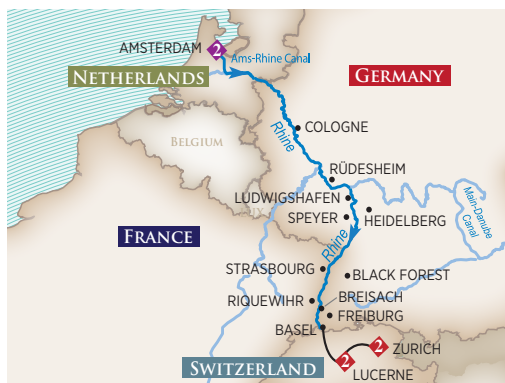 AMSTERDAM
2
Ams-Rhine Canal
NETHERLANDS
GERMANY
BELGIUM
COLOGNE
Rhine
RÜDESHEIM
LUDWIGSHAFEN
SPEYER
HEIDELBERG
Main-Danube
Canal
FRANCE
Rhine
STRASBOURG
BLACK FOREST
RIQUEWIHR
BREISACH
FREIBURG
BASEL
2
ZURICH
2
LUCERNE
SWITZERLAND